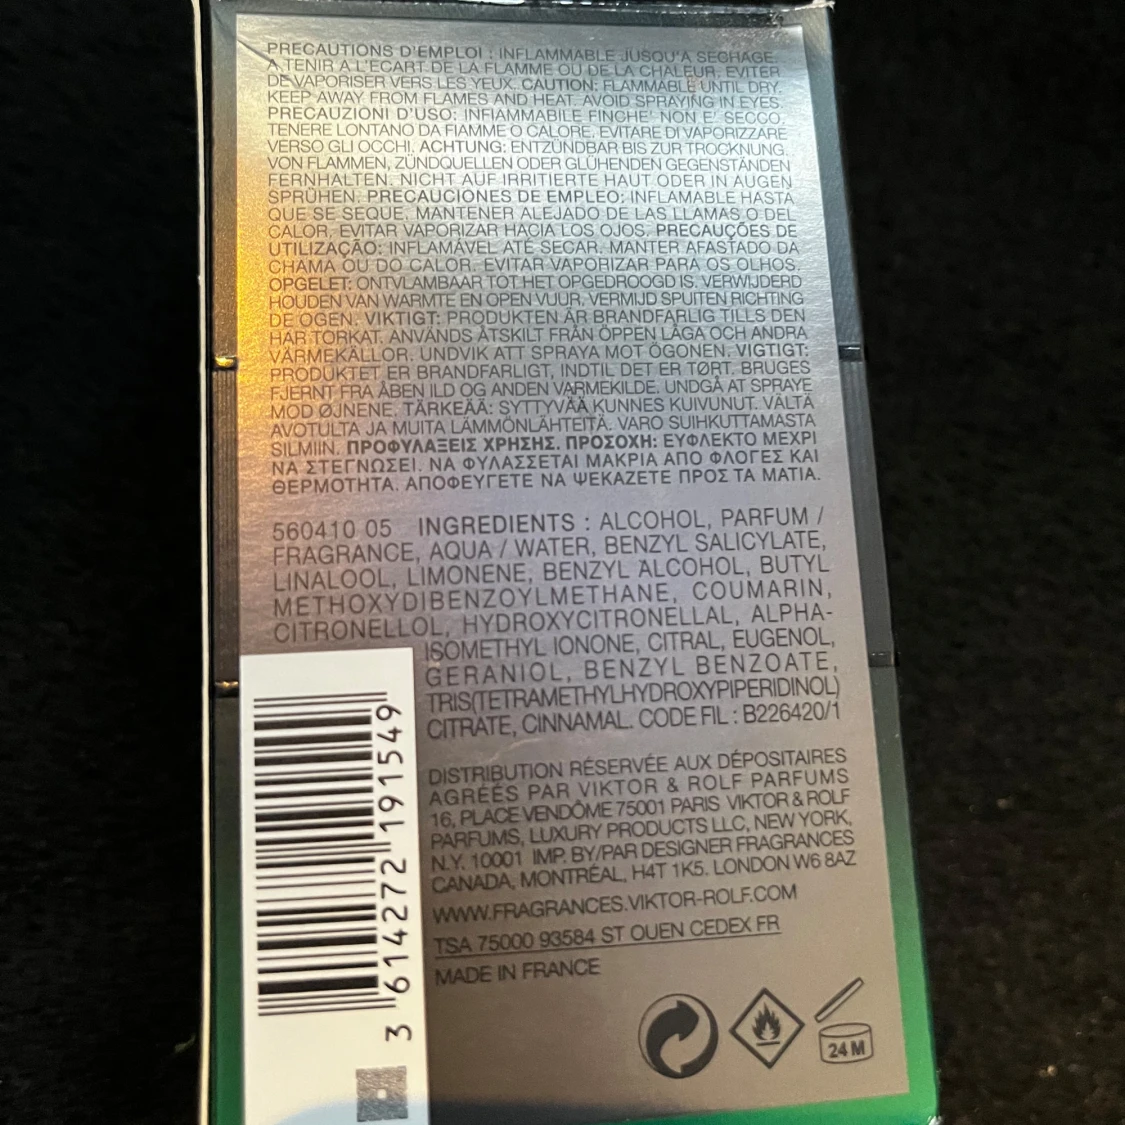 PRECAUTIONS D'EMPLOI : INFLAMMABLE JUSQU'A SECHAGE.
A TENIR A L'ECART DE LA FLAMME OU DE LA CHALEUR, EVITER
DE VAPORISER VERS LES YEUX. CAUTION: FLAMMABLE UNTIL DRY.
KEEP AWAY FROM FLAMES AND HEAT. AVOID SPRAYING IN EYES.
PRECAUZIONI D'USO: INFIAMMABILE FINCHE' NON E' SECCO.
TENERE LONTANO DA FIAMME O CALORE. EVITARE DI VAPORIZZARE
VERSO GLI OCCHI. ACHTUNG: ENTZÜNDBAR BIS ZUR TROCKNUNG.
VON FLAMMEN, ZÜNDQUELLEN ODER GLÜHENDEN GEGENSTÄNDEN
FERNHALTEN. NICHT AUF IRRITIERTE HAUT ODER IN AUGEN
SPRÜHEN. PRECAUCIONES DE EMPLEO: INFLAMABLE HASTA
QUE SE SEQUE. MANTENER ALEJADO DE LAS LLAMAS O DEL
CALOR. EVITAR VAPORIZAR HACIA LOS OJOS. PRECAUÇÕES DE
UTILIZAÇÃO: INFLAMÁVEL ATÉ SECAR. MANTER AFASTADO DA
CHAMA OU DO CALOR. EVITAR VAPORIZAR PARA OS OLHOS.
OPGELET: ONTVLAMBAAR TOT HET OPGEDROOGD IS. VERWIJDERD
HOUDEN VAN WARMTE EN OPEN VUUR, VERMIJD SPUITEN RICHTING
DE OGEN. VIKTIGT: PRODUKTEN ÄR BRANDFARLIG TILLS DEN
HAR TORKAT. ANVÄNDS ÅTSKILT FRÅN ÖPPEN LÅGA OCH ANDRA
VÄRMEKÄLLOR. UNDVIK ATT SPRAYA MOT ÖGONEN. VIGTIGT:
PRODUKTET ER BRANDFARLIGT, INDTIL DET ER TØRT. BRUGES
FJERNT FRA ÅBEN ILD OG ANDEN VARMEKILDE. UNDGÅ AT SPRAYE
MOD ØJNENE. TÄRKEÄÄ: SYTTYVÄÄ KUNNES KUIVUNUT. VÄLTÄ
AVOTULTA JA MUITA LÄMMÖNLÄHTEITÄ. VARO SUIHKUTTAMASTA
SILMIIN. ΠΡΟΦΥΛΑΞΕΙΣ ΧΡΗΣΗΣ. ΠΡΟΣΟΧΗ: ΕΥΦΛΕΚΤΟ ΜΕΧΡΙ
ΝΑ ΣΤΕΓΝΩΣΕΙ. ΝΑ ΦΥΛΑΣΣΕΤΑΙ ΜΑΚΡΙΑ ΑΠΟ ΦΛΟΓΕΣ ΚΑΙ
ΘΕΡΜΟΤΗΤΑ. ΑΠΟΦΕΥΓΕΤΕ ΝΑ ΨΕΚΑΖΕΤΕ ΠΡΟΣ ΤΑ ΜΑΤΙΑ.
560410 05 INGREDIENTS : ALCOHOL, PARFUM /
FRAGRANCE, AQUA / WATER, BENZYL SALICYLATE,
LINALOOL, LIMONENE, BENZYL ALCOHOL, BUTYL
METHOXYDIBENZOYLMETHANE, COUMARIN,
CITRONELLOL, HYDROXYCITRONELLAL, ALPHA-
ISOMETHYL IONONE, CITRAL, EUGENOL,
GERANIOL, BENZYL BENZOATE,
TRIS(TETRAMETHYLHYDROXYPIPERIDINOL)
CITRATE, CINNAMAL. CODE FIL : B226420/1
DISTRIBUTION RÉSERVÉE AUX DÉPOSITAIRES
AGRÉÉS PAR VIKTOR & ROLF PARFUMS
16, PLACE VENDÔME 75001 PARIS VIKTOR & ROLF
PARFUMS, LUXURY PRODUCTS LLC, NEW YORK,
N.Y. 10001 IMP. BY/PAR DESIGNER FRAGRANCES
CANADA, MONTRÉAL, H4T 1K5. LONDON W6 8AZ
WWW.FRAGRANCES.VIKTOR-ROLF.COM
TSA 75000 93584 ST OUEN CEDEX FR
MADE IN FRANCE
24 M
3 614272 191549